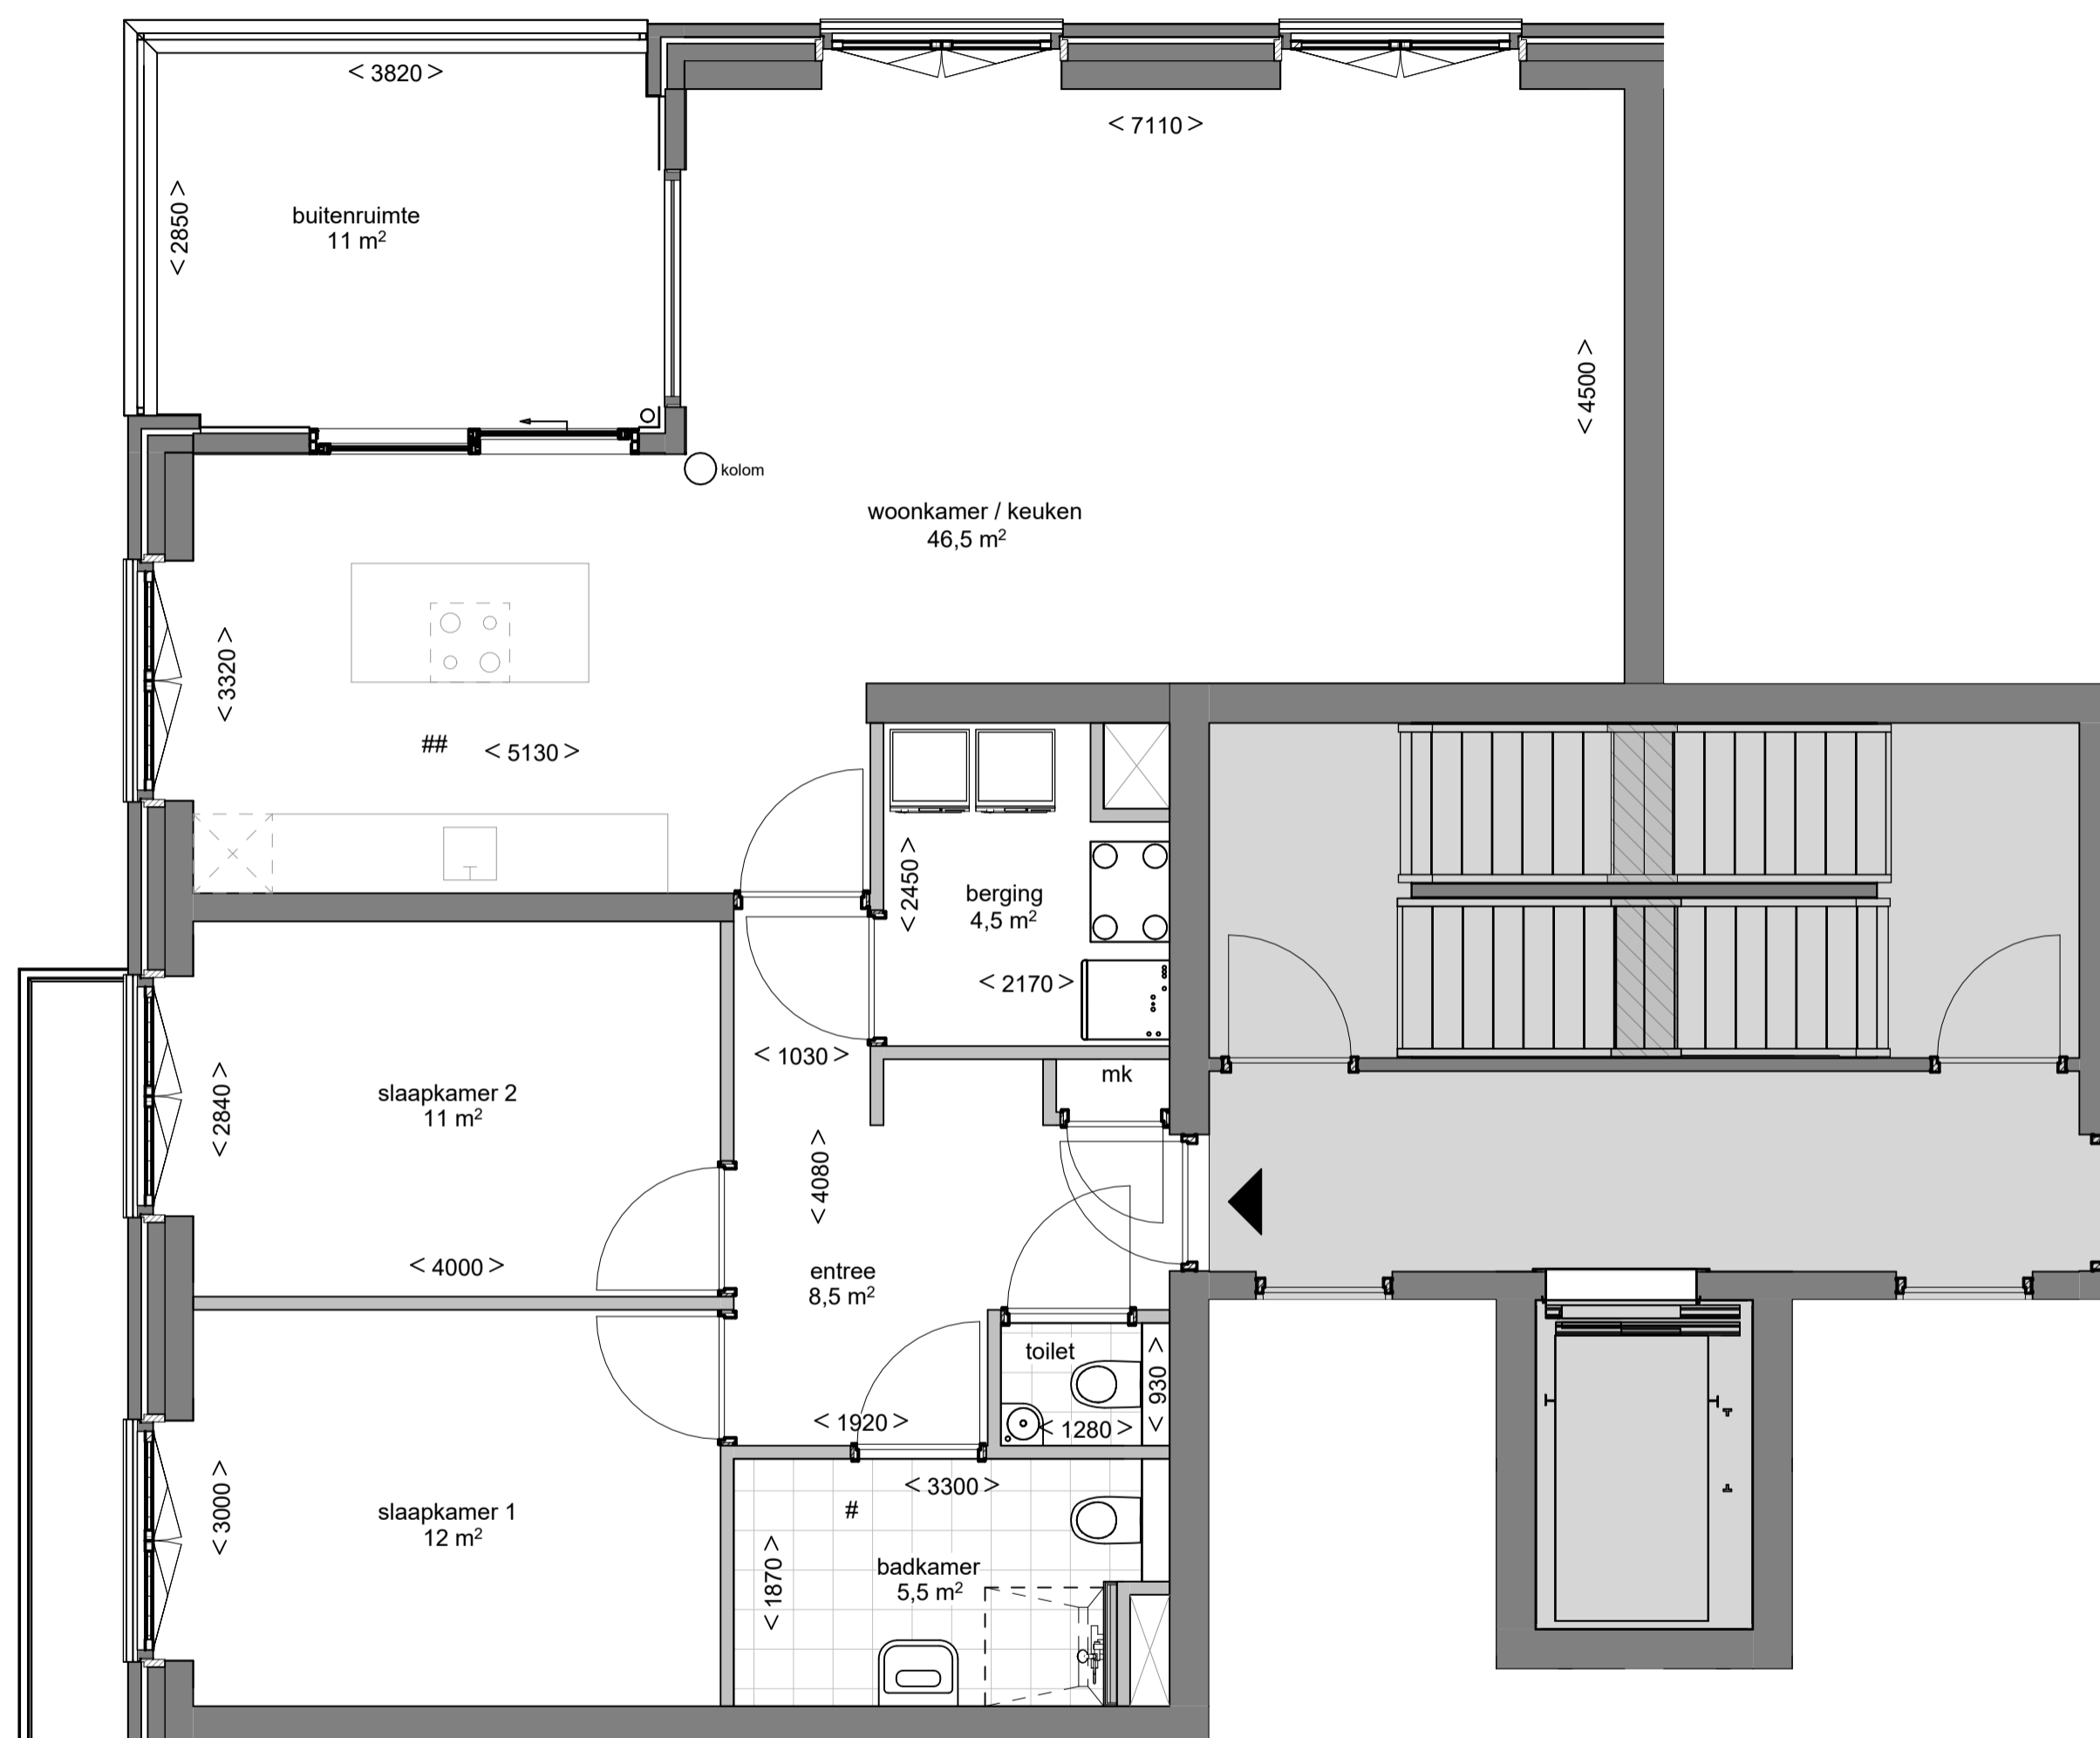 < 3820 >
< 7110 >
< 2850 >
buitenruimte
11 m²
< 4500 >
kolom
woonkamer / keuken
46,5 m²
< 3320 >
## < 5130 >
< 2450 >
berging
4,5 m²
< 2170 >
< 1030 >
mk
slaapkamer 2
11 m²
< 2840 >
< 4080 >
< 4000 >
entree
8,5 m²
toilet
< 930 >
< 1920 >
< 1280 >
< 3300 >
#
< 3000 >
slaapkamer 1
12 m²
< 1870 >
badkamer
5,5 m²